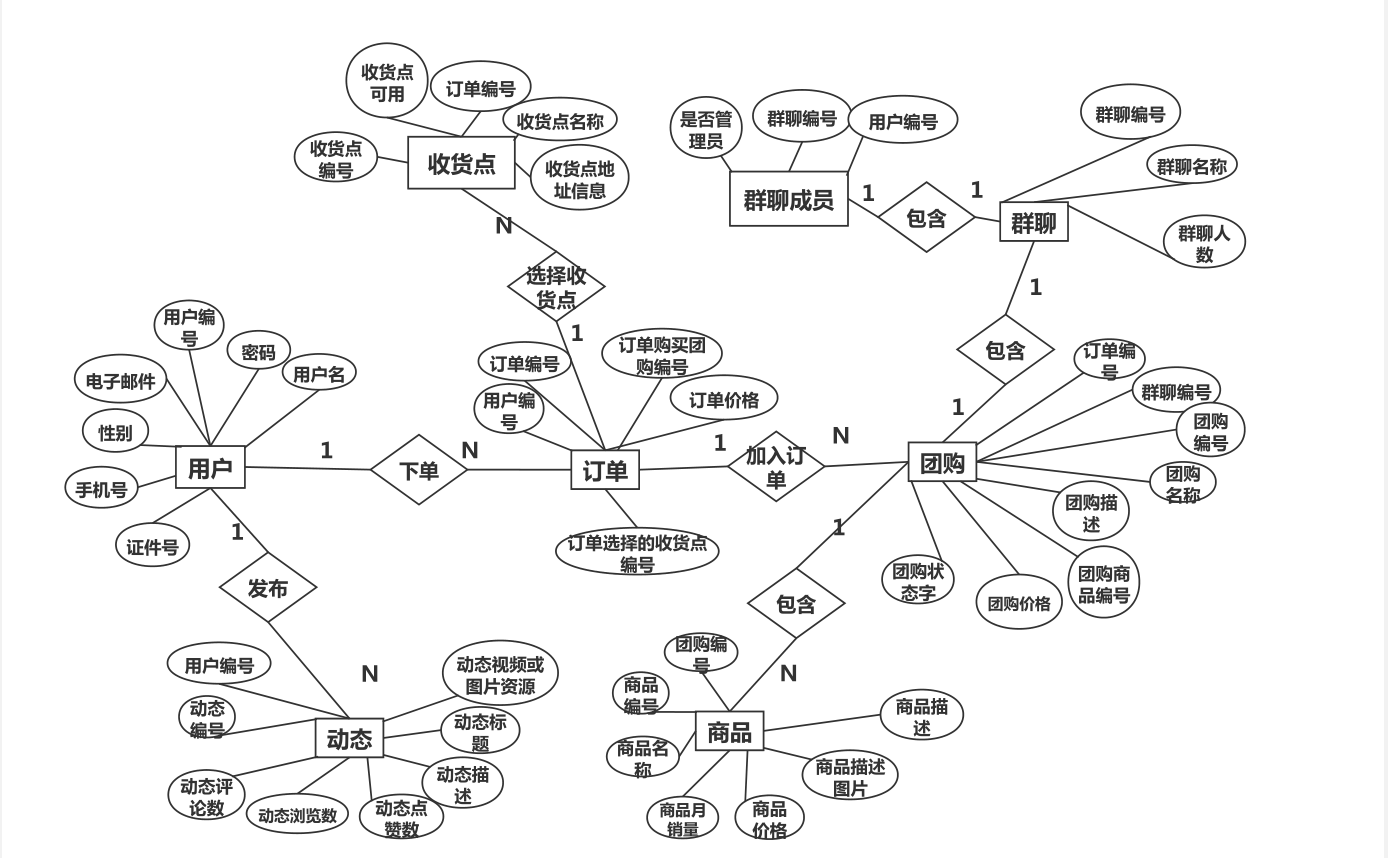 收货点
可用
订单编号
收货点名称
收货点
编号
收货点
收货点地
址信息
N
选择收
货点
1
是否管
理员
群聊编号
用户编号
群聊成员
1
包含
1
群聊
群聊编号
群聊名称
群聊人
数
1
包含
1
用户编
号
密码
用户名
电子邮件
性别
手机号
证件号
用户
1
下单
N
订单编号
用户编
号
订单购买团
购编号
订单价格
订单
订单选择的收货点
编号
1
加入订
单
N
团购
订单编
号
群聊编号
团购
编号
团购
名称
团购描
述
团购商
品编号
团购价格
团购状
态字
1
包含
N
1
发布
N
用户编号
动态
编号
动态评
论数
动态浏览数
动态点
赞数
动态描
述
动态标
题
动态视频或
图片资源
动态
团购编
号
商品
编号
商品名
称
商品月
销量
商品
价格
商品描述
图片
商品描
述
商品